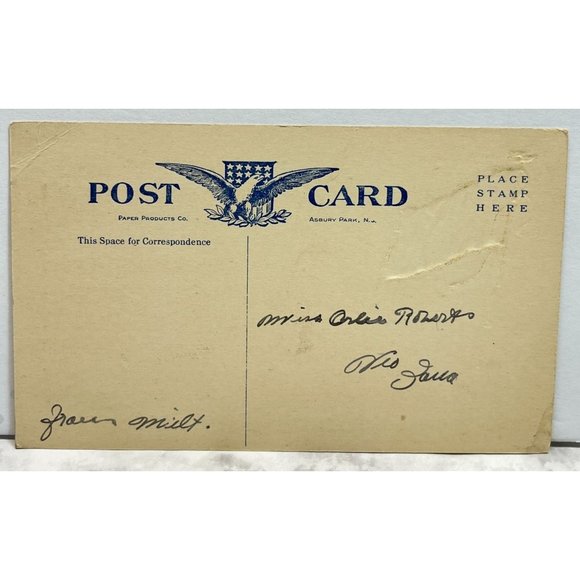 POST CARD
PAPER PRODUCTS CO. ASBURY PARK, N.J.
PLACE
STAMP
HERE
This Space for Correspondence
Miss Orlie Roberts
Iowa
From Milt.